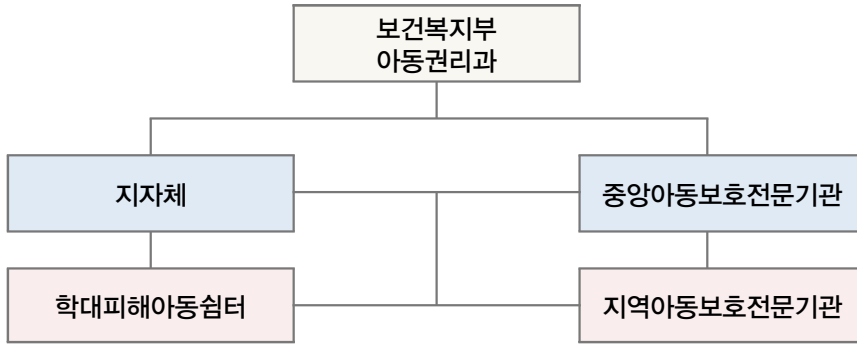 보건복지부
아동권리과
지자체
중앙아동보호전문기관
학대피해아동쉼터
지역아동보호전문기관